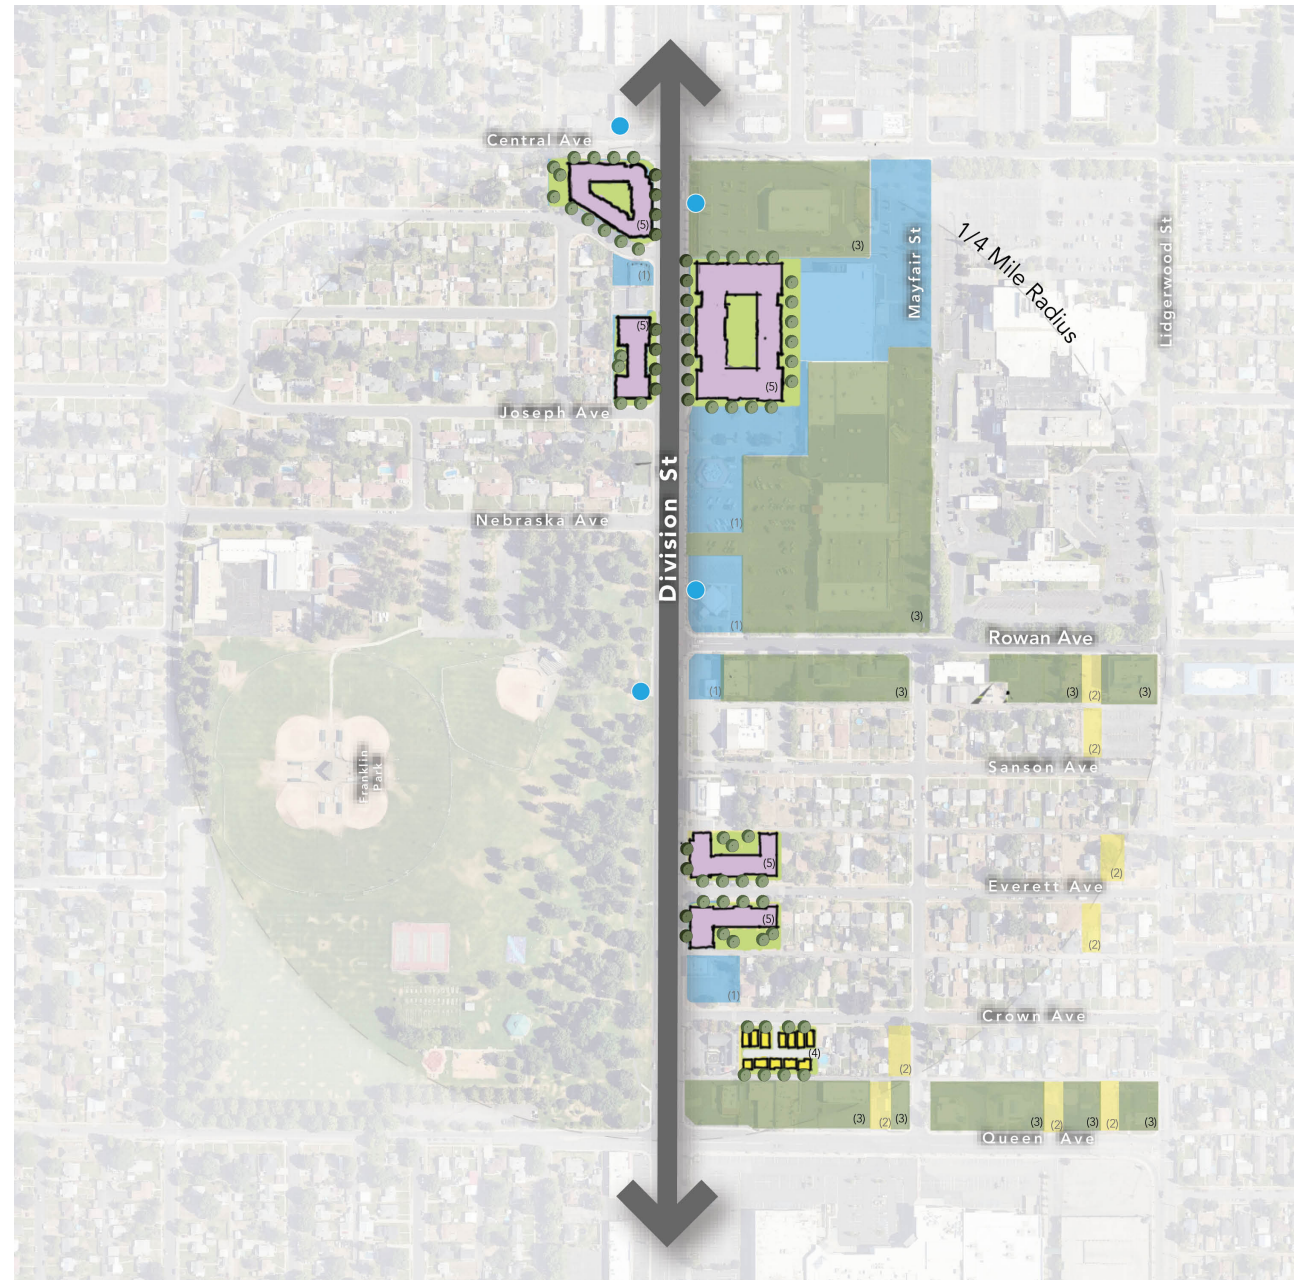 Central Ave
(5)
(3)
Mayfair St
1/4 Mile Radius
Lidgerwood St
(1)
(5)
(5)
Joseph Ave
Division St
Nebraska Ave
(1)
(3)
(1)
Rowan Ave
(1)
(3)
(3)
(2)
(3)
(2)
Sanson Ave
Franklin
Park
(5)
(2)
Everett Ave
(5)
(2)
(1)
Crown Ave
(4)
(2)
(3)
(2)
(3)
(3)
(2)
(3)
(2)
(3)
Queen Ave